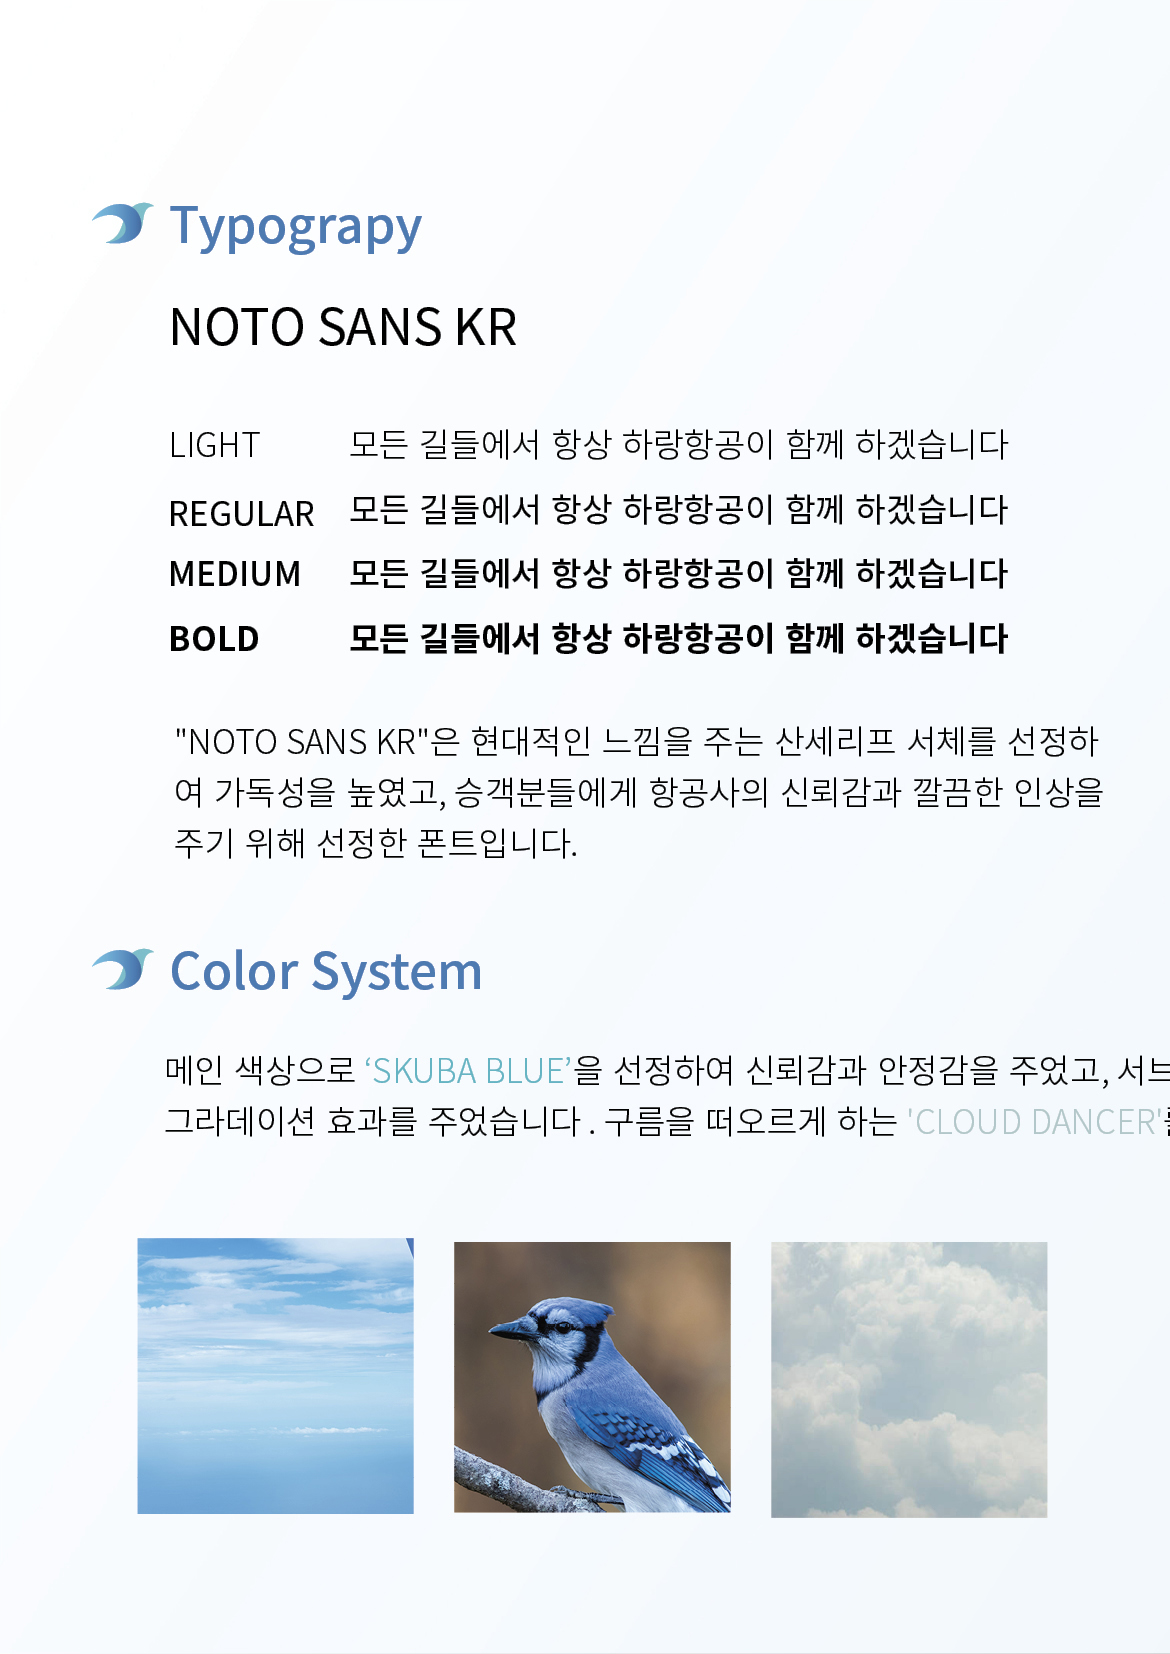 Typograpy
NOTO SANS KR
LIGHT 모든 길들에서 항상 하랑항공이 함께 하겠습니다
REGULAR 모든 길들에서 항상 하랑항공이 함께 하겠습니다
MEDIUM 모든 길들에서 항상 하랑항공이 함께 하겠습니다
BOLD 모든 길들에서 항상 하랑항공이 함께 하겠습니다
"NOTO SANS KR"은 현대적인 느낌을 주는 산세리프 서체를 선정하
여 가독성을 높였고, 승객분들에게 항공사의 신뢰감과 깔끔한 인상을
주기 위해 선정한 폰트입니다.
Color System
메인 색상으로 ‘SKUBA BLUE’을 선정하여 신뢰감과 안정감을 주었고, 서브
그라데이션 효과를 주었습니다 . 구름을 떠오르게 하는 'CLOUD DANCER'